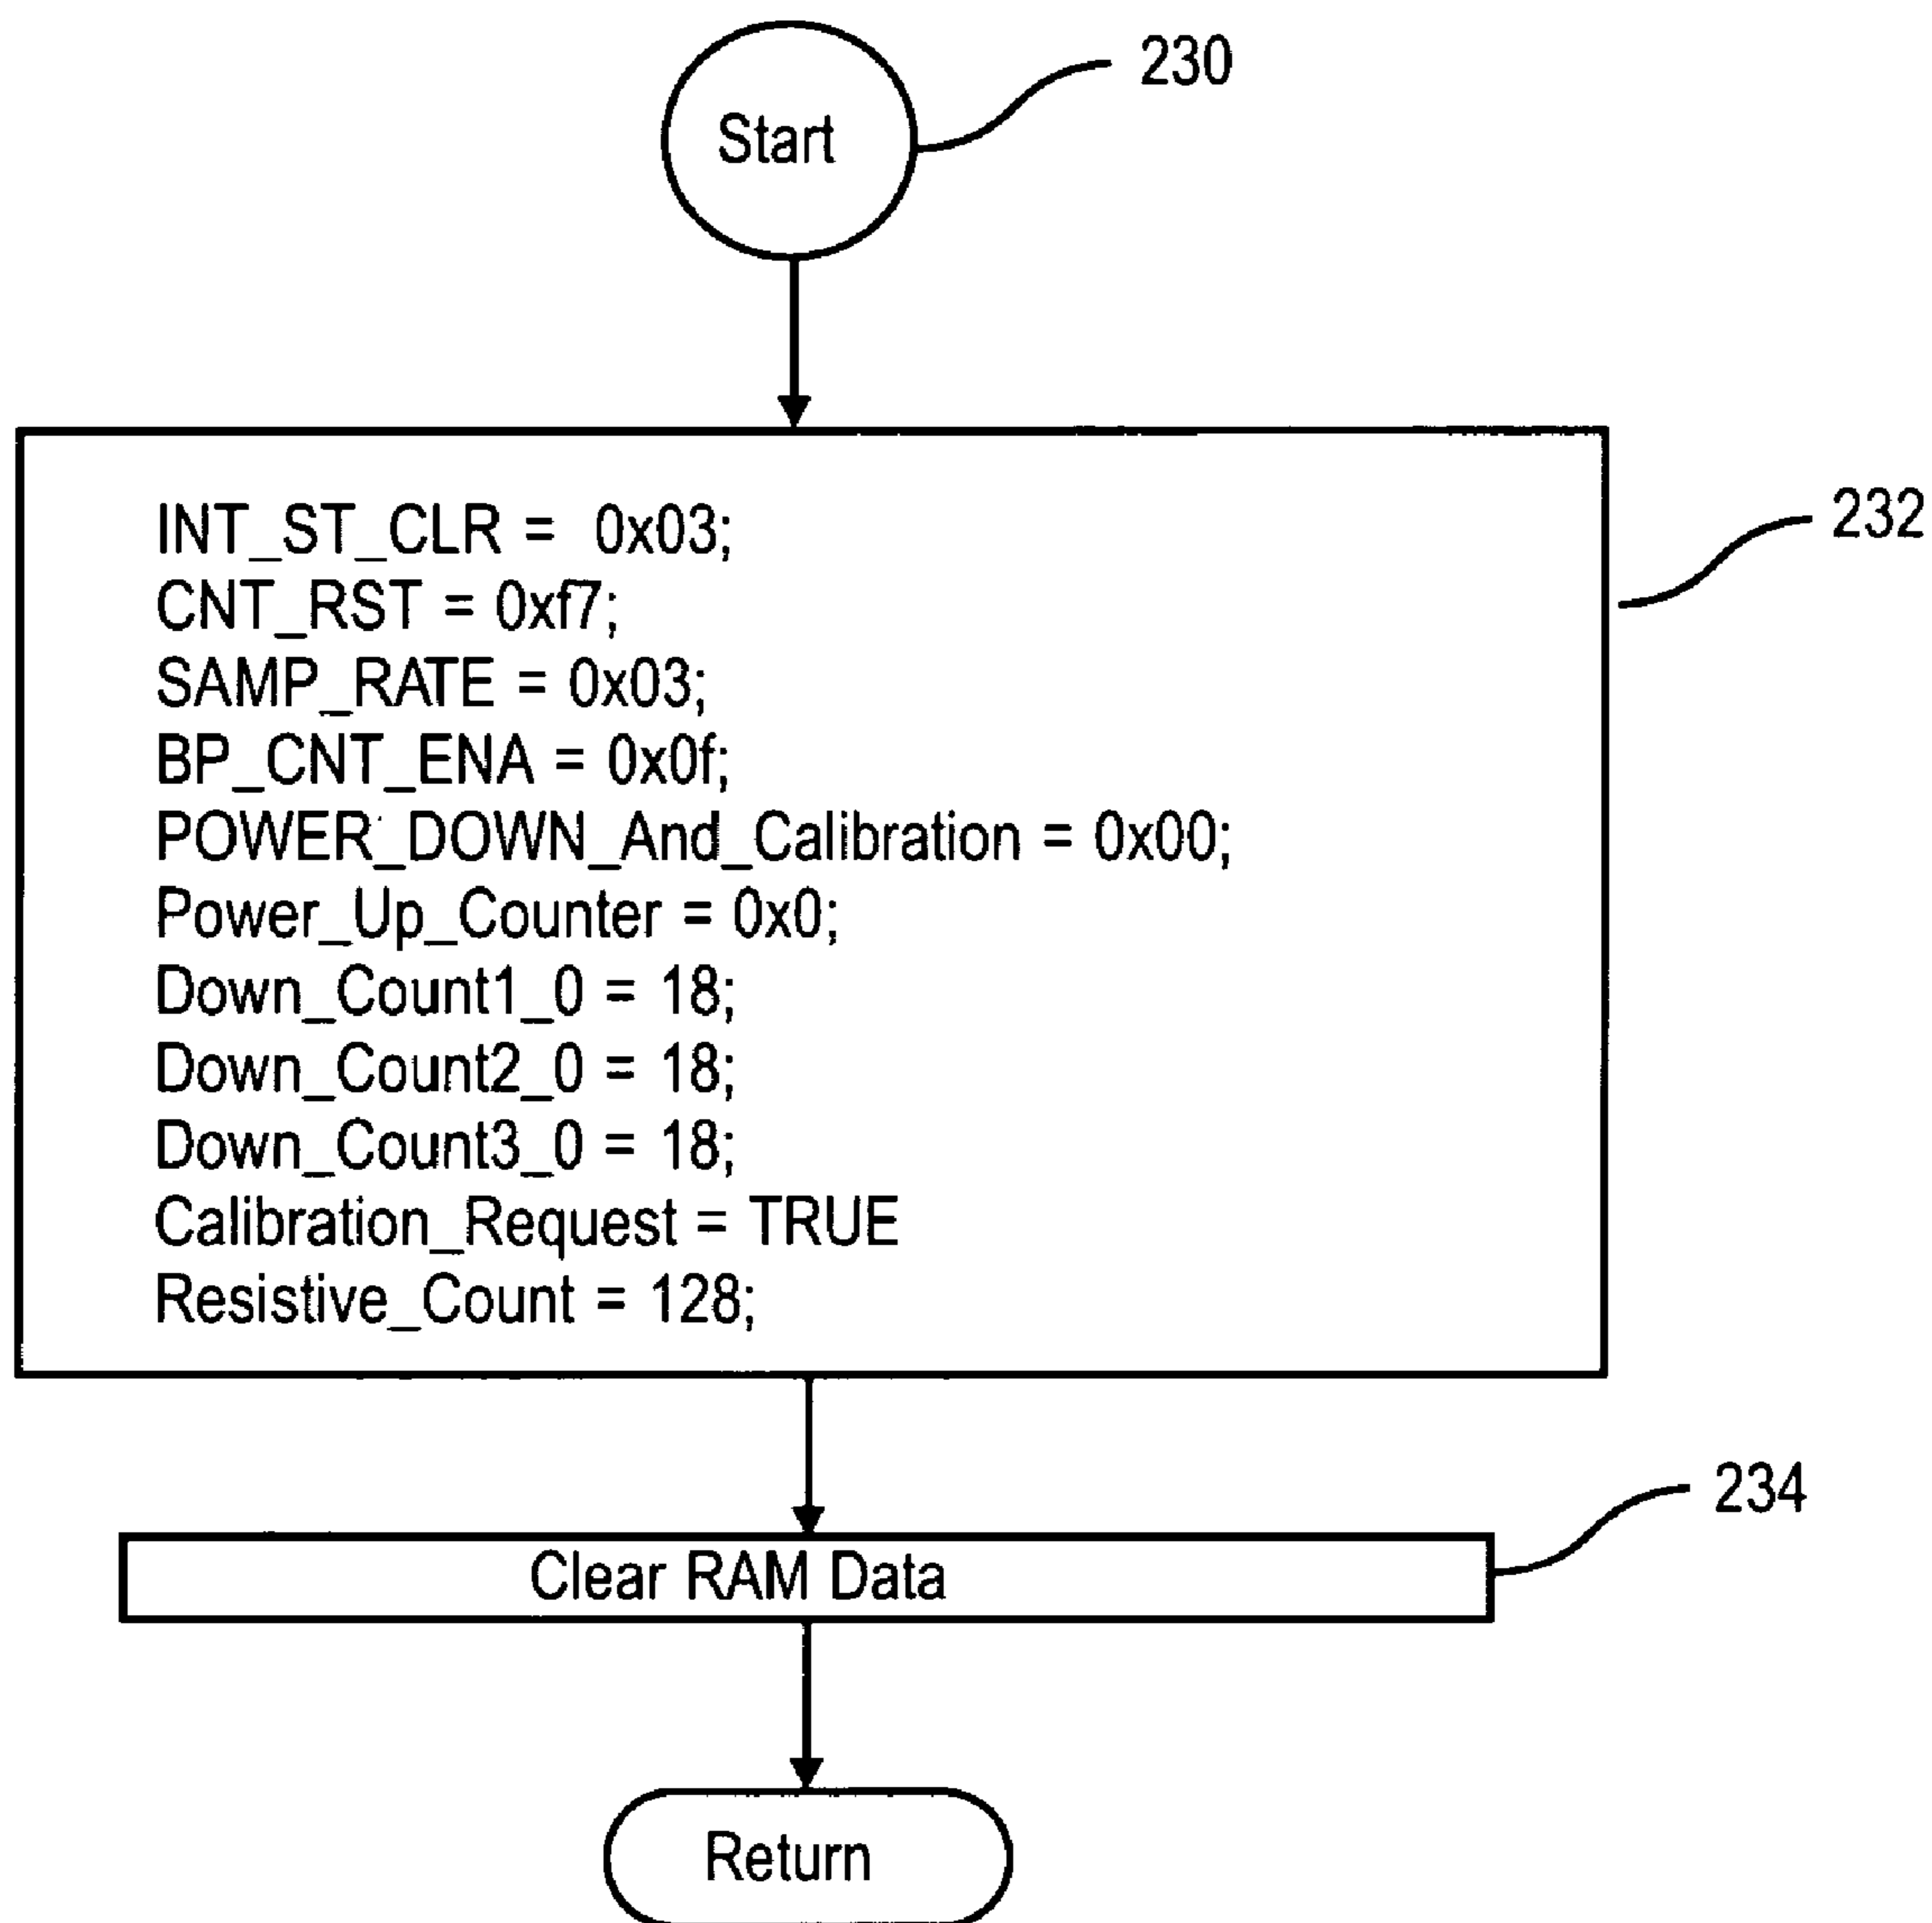 Start
230
232
INT_ST_CLR = 0x03;
CNT_RST = 0xf7;
SAMP_RATE = 0x03;
BP_CNT_ENA = 0x0f;
POWER_DOWN_And_Calibration = 0x00;
Power_Up_Counter = 0x0;
Down_Count1_0 = 18;
Down_Count2_0 = 18;
Down_Count3_0 = 18;
Calibration_Request = TRUE
Resistive_Count = 128;
234
Clear RAM Data
Return